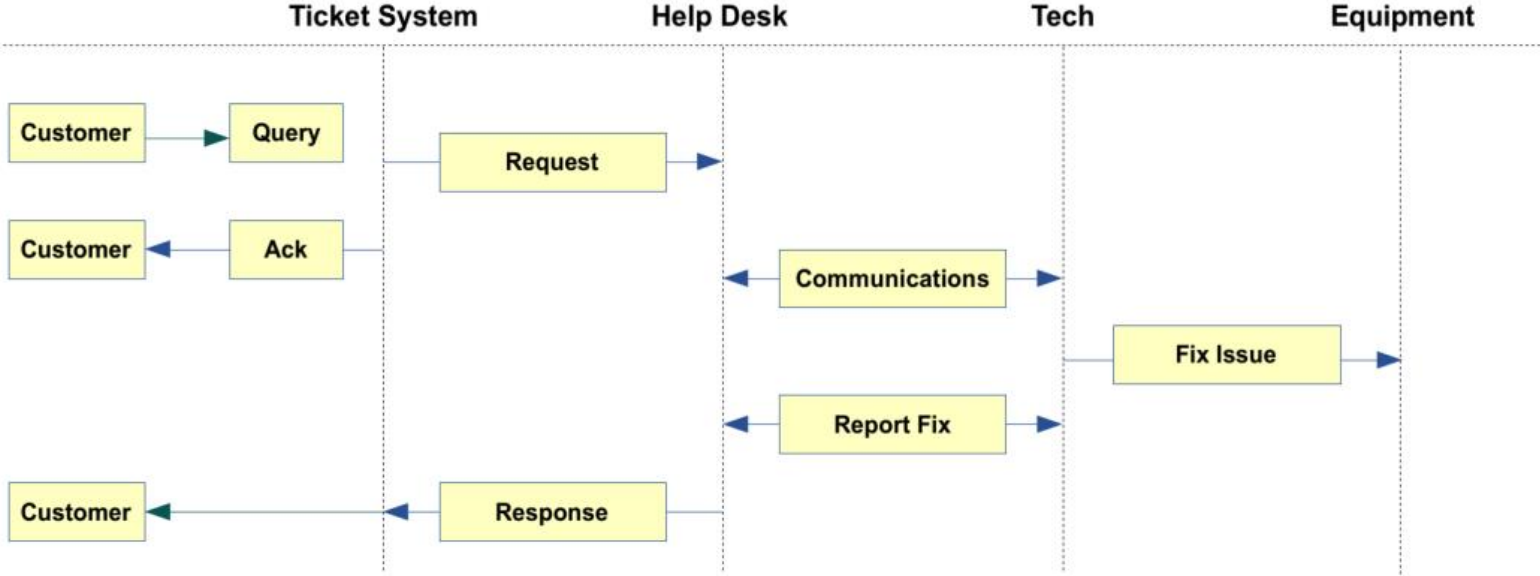 Ticket System
Help Desk
Tech
Equipment
Customer
Query
Request
Customer
Ack
Communications
Fix Issue
Report Fix
Customer
Response